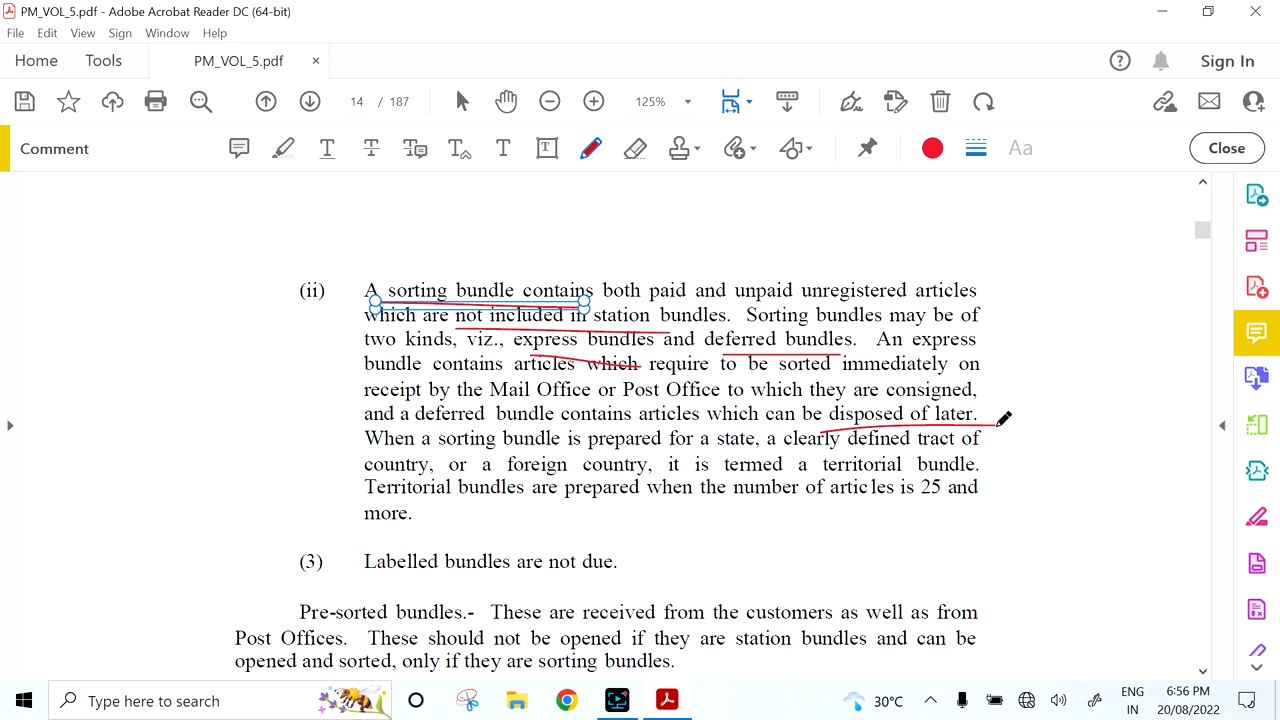 PM_VOL_5.pdf - Adobe Acrobat Reader DC (64-bit)
File Edit View Sign Window Help
Home Tools PM_VOL_5.pdf × ? Sign In
14 / 187 125% Aa
Comment T T T T T T Close
(ii) A sorting bundle contains both paid and unpaid unregistered articles
which are not included in station bundles. Sorting bundles may be of
two kinds, viz., express bundles and deferred bundles. An express
bundle contains articles which require to be sorted immediately on
receipt by the Mail Office or Post Office to which they are consigned,
and a deferred bundle contains articles which can be disposed of later.
When a sorting bundle is prepared for a state, a clearly defined tract of
country, or a foreign country, it is termed a territorial bundle.
Territorial bundles are prepared when the number of articles is 25 and
more.
(3) Labelled bundles are not due.
Pre-sorted bundles.- These are received from the customers as well as from
Post Offices. These should not be opened if they are station bundles and can be
opened and sorted, only if they are sorting bundles.
Type here to search 30°C ENG 6:56 PM
IN 20/08/2022